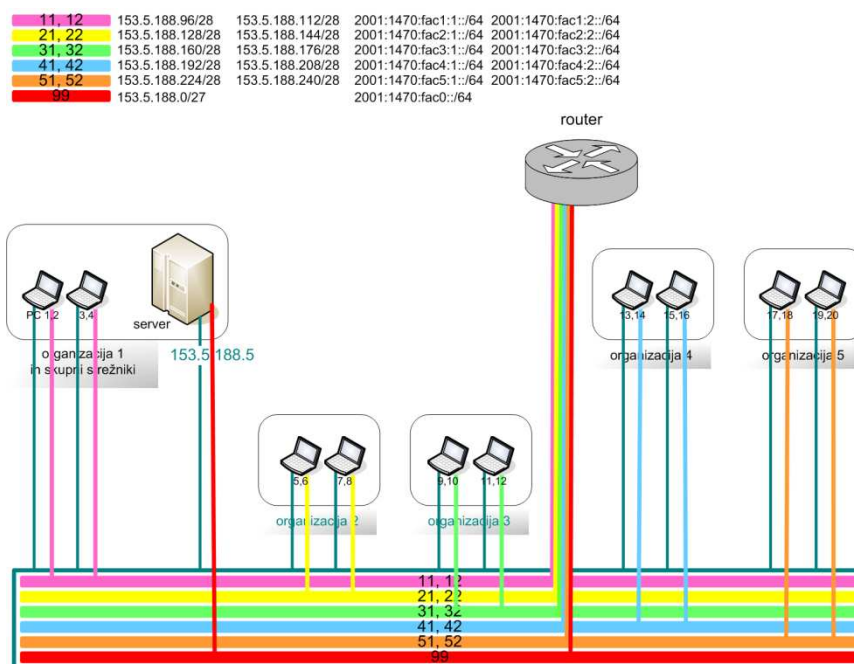 11, 12 153.5.188.96/28 153.5.188.112/28 2001:1470:fac1:1::/64 2001:1470:fac1:2::/64
21, 22 153.5.188.128/28 153.5.188.144/28 2001:1470:fac2:1::/64 2001:1470:fac2:2::/64
31, 32 153.5.188.160/28 153.5.188.176/28 2001:1470:fac3:1::/64 2001:1470:fac3:2::/64
41, 42 153.5.188.192/28 153.5.188.208/28 2001:1470:fac4:1::/64 2001:1470:fac4:2::/64
51, 52 153.5.188.224/28 153.5.188.240/28 2001:1470:fac5:1::/64 2001:1470:fac5:2::/64
99 153.5.188.0/27 2001:1470:fac0::/64
router
PC 1,2
3,4
server
organizacija 1
in skupni strežniki
153.5.188.5
13,14
15,16
organizacija 4
17,18
19,20
organizacija 5
5,6
7,8
organizacija 2
9,10
11,12
organizacija 3
11, 12
21, 22
31, 32
41, 42
51, 52
99